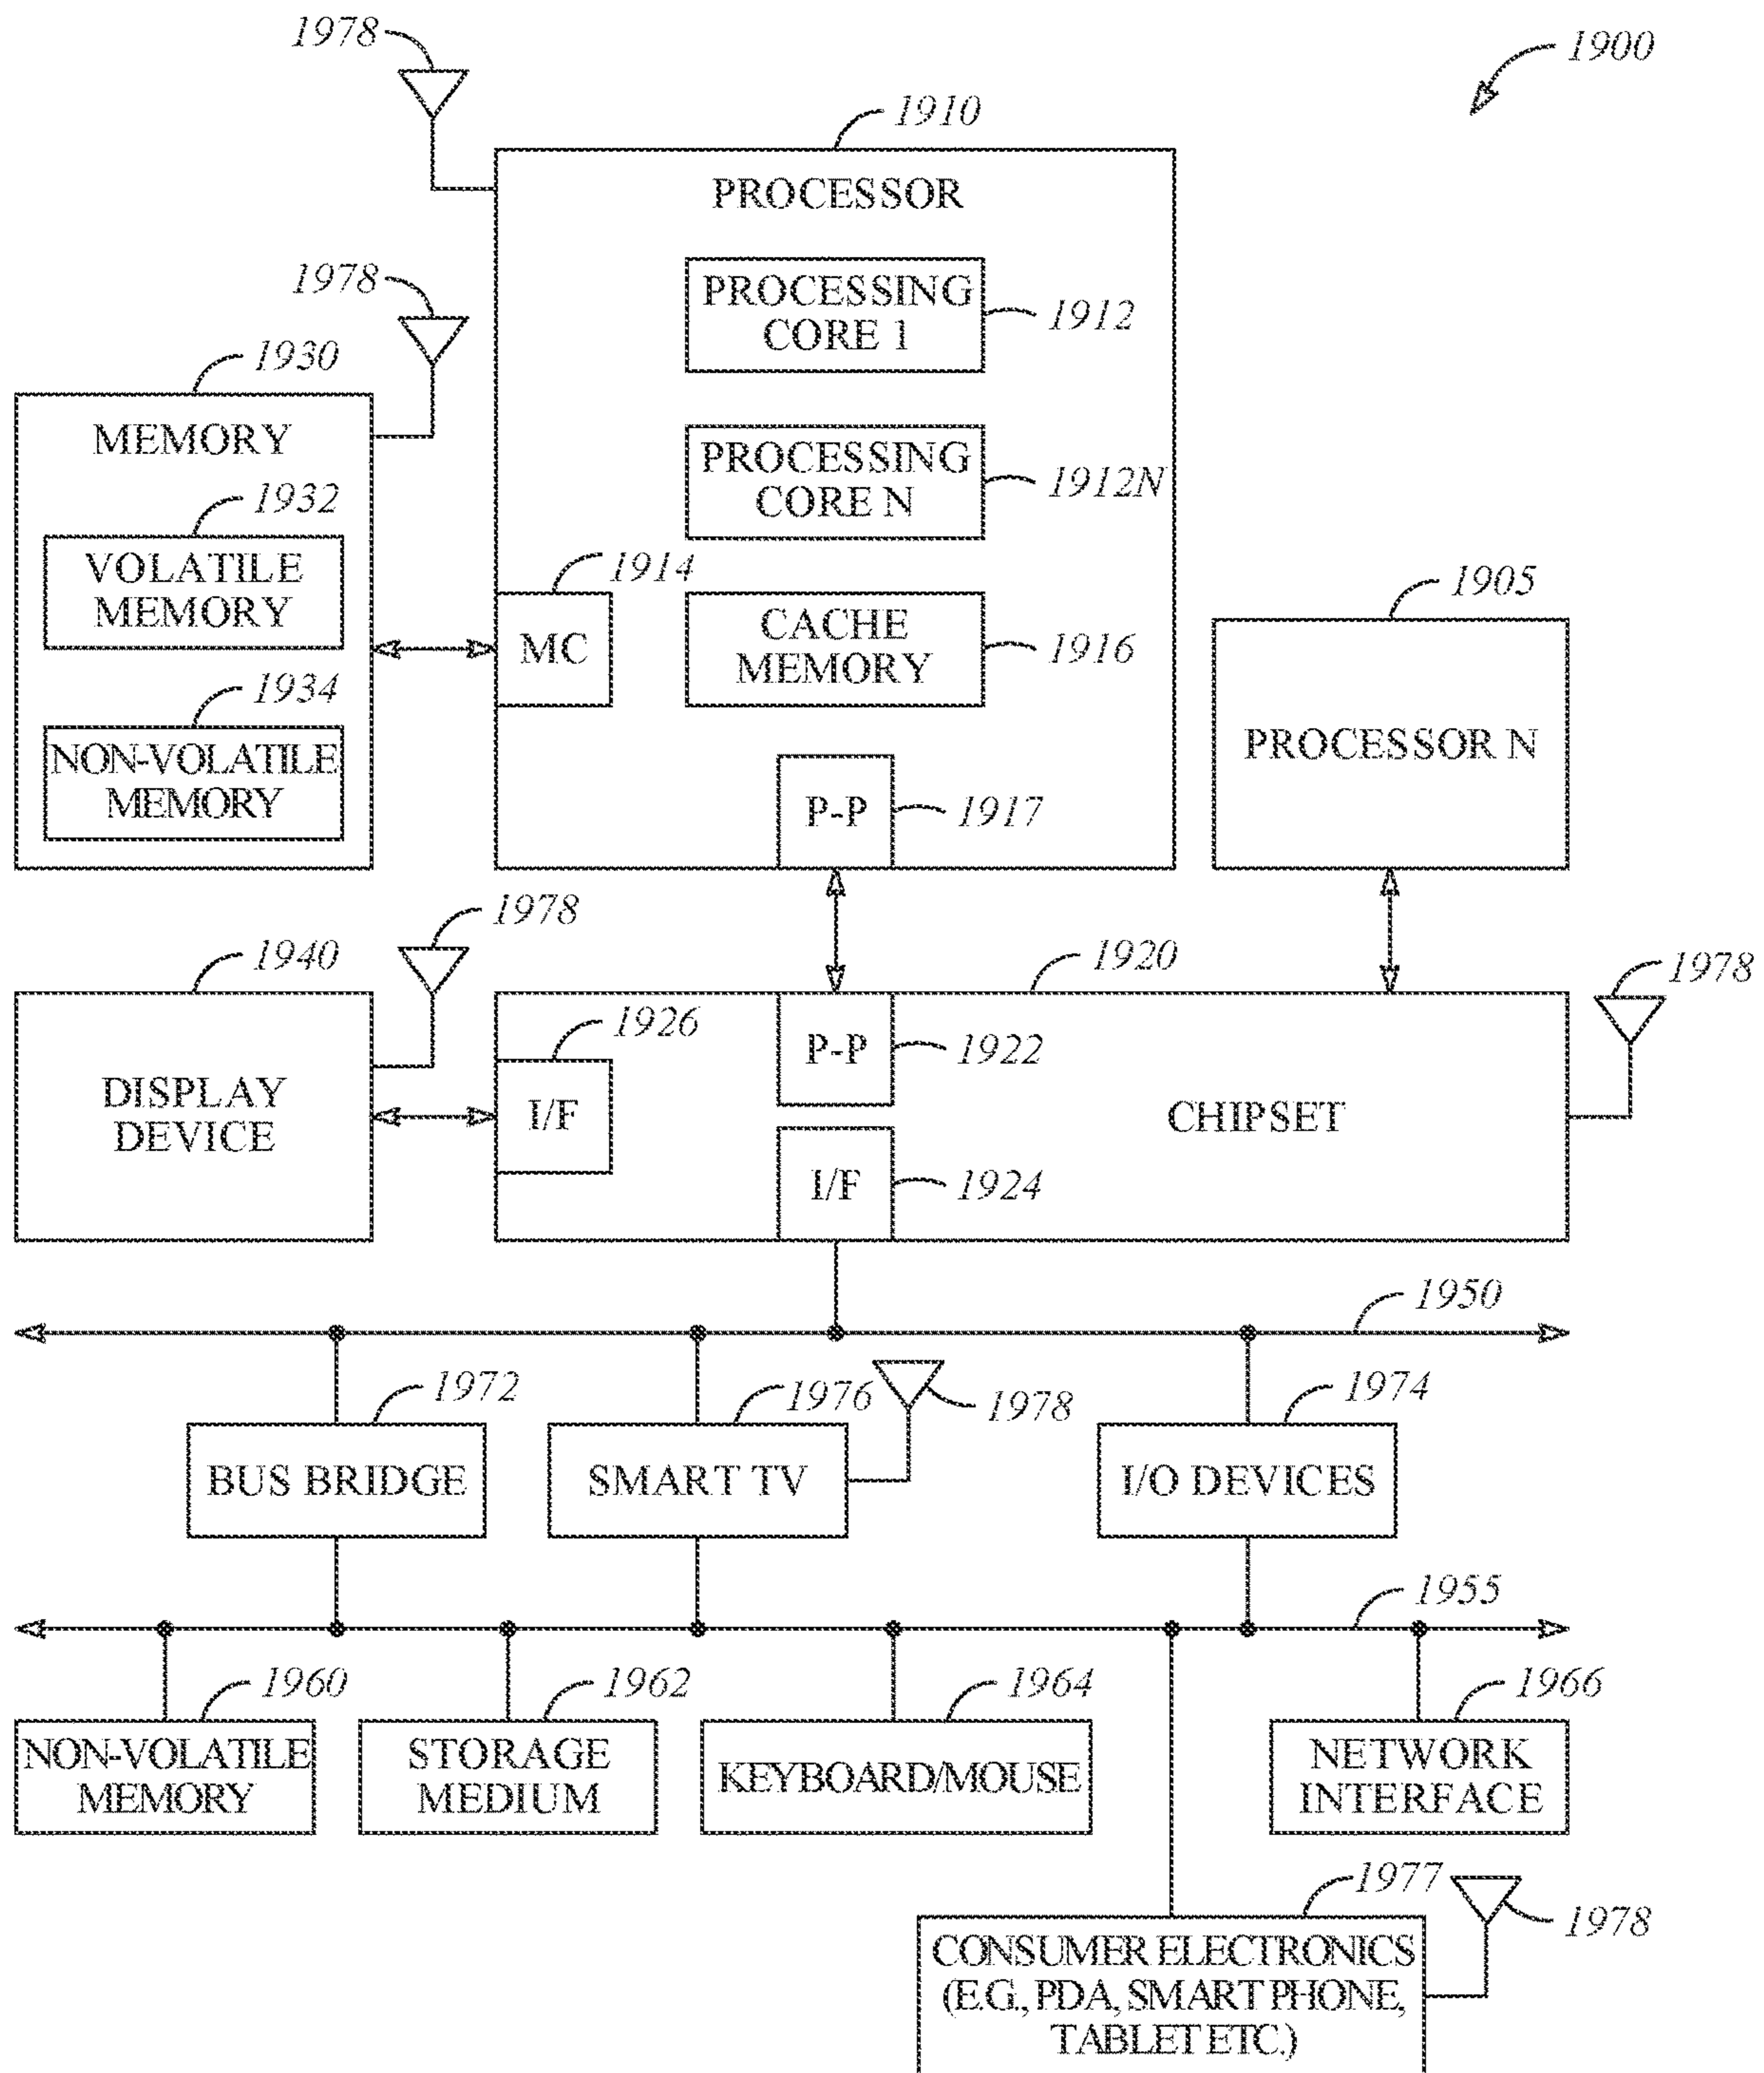 1978
1900
1910
PROCESSOR
PROCESSING
CORE 1
1912
1978
1930
MEMORY
PROCESSING
CORE N
1912N
1932
VOLATILE
MEMORY
1914
MC
CACHE
MEMORY
1916
1905
PROCESSOR N
1934
NON-VOLATILE
MEMORY
P-P
1917
1978
1940
1920
1978
DISPLAY
DEVICE
1926
I/F
P-P
1922
CHIPSET
I/F
1924
1950
1972
1976
1978
1974
BUS BRIDGE
SMART TV
I/O DEVICES
1955
1960
1962
1964
1966
NON-VOLATILE
MEMORY
STORAGE
MEDIUM
KEYBOARD/MOUSE
NETWORK
INTERFACE
1977
1978
CONSUMER ELECTRONICS
(E.G., PDA, SMART PHONE,
TABLET ETC.)